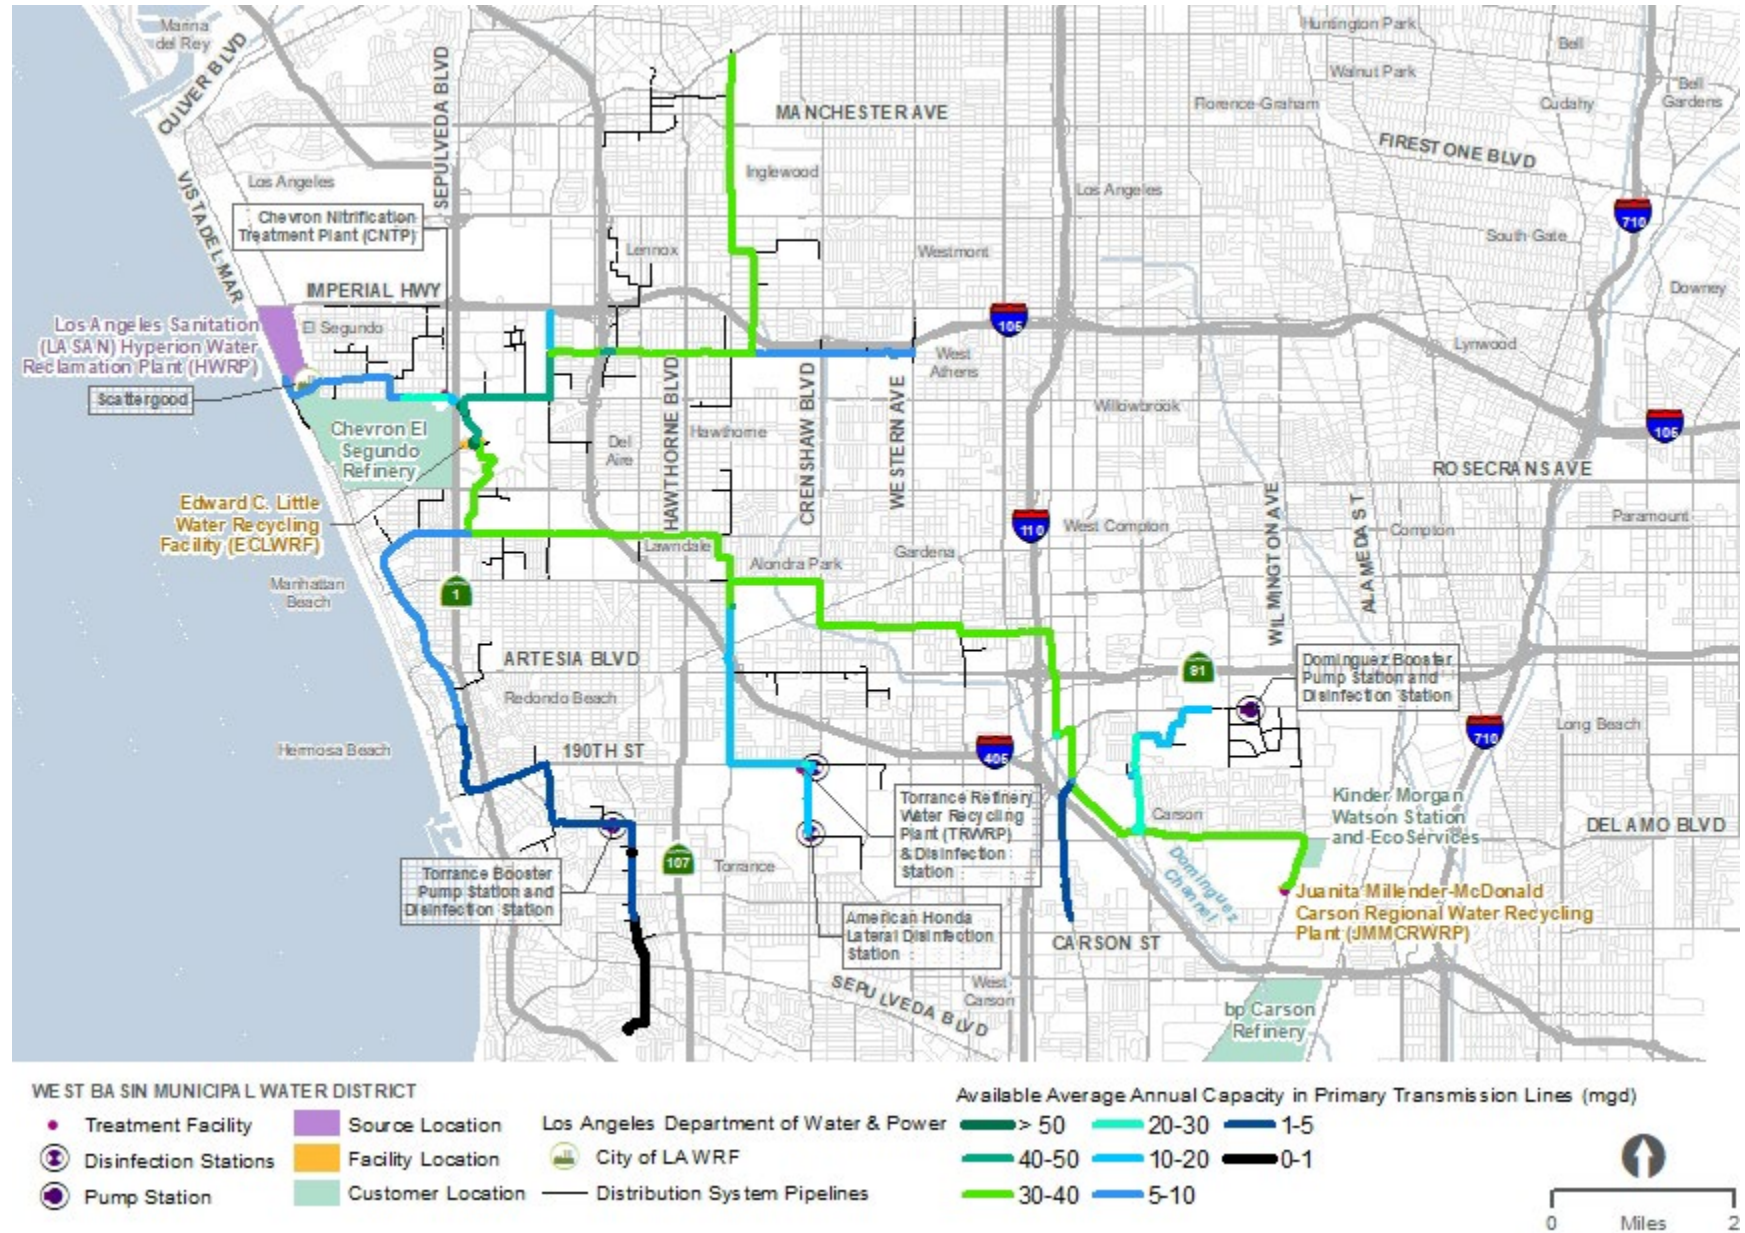 Marina
del Rey
CULVER BLVD
SEPULVEDA BLVD
Huntington Park
Bell
Walnut Park
Bell
Gardens
MANCHESTER AVE
Florence-Graham
Cudahy
FIRESTONE BLVD
VISTA DEL MAR
Los Angeles
Inglewood
Los Angeles
Chevron Nitrification
Treatment Plant (CNTP)
710
South Gate
Lennox
Westmont
IMPERIAL HWY
Downey
Los Angeles Sanitation
(LASAN) Hyperion Water
Reclamation Plant (HWRP)
El Segundo
105
Lynwood
West
Athens
Scattergood
HAWTHORNE BLVD
CRENSHAW BLVD
WESTERN AVE
Willowbrook
Chevron El
Segundo
Refinery
Del
Aire
Hawthorne
105
ROSECRANS AVE
WILMINGTON AVE
ALAMEDA ST
Edward C. Little
Water Recycling
Facility (ECLWRF)
110
West Compton
Compton
Paramount
Lawndale
Gardena
Alondra Park
Manhattan
Beach
1
ARTESIA BLVD
91
Dominguez Booster
Pump Station and
Disinfection Station
Redondo Beach
Hermosa Beach
190TH ST
405
710
Long Beach
Torrance Refinery
Water Recycling
Plant (TRWRP)
& Disinfection
Station
Carson
Kinder Morgan
Watson Station
and EcoServices
DEL AMO BLVD
107
Torrance
Torrance Booster
Pump Station and
Disinfection Station
Dominguez
Channel
Juanita Millender-McDonald
Carson Regional Water Recycling
Plant (JMMCRWRP)
American Honda
Lateral Disinfection
Station
CARSON ST
SEPULVEDA BLVD
West
Carson
bp Carson
Refinery
WEST BASIN MUNICIPAL WATER DISTRICT
Treatment Facility
Disinfection Stations
Pump Station
Source Location
Facility Location
Customer Location
Los Angeles Department of Water & Power
City of LA WRF
Distribution System Pipelines
Available Average Annual Capacity in Primary Transmission Lines (mgd)
> 50
40-50
30-40
20-30
10-20
5-10
1-5
0-1
0 Miles 2